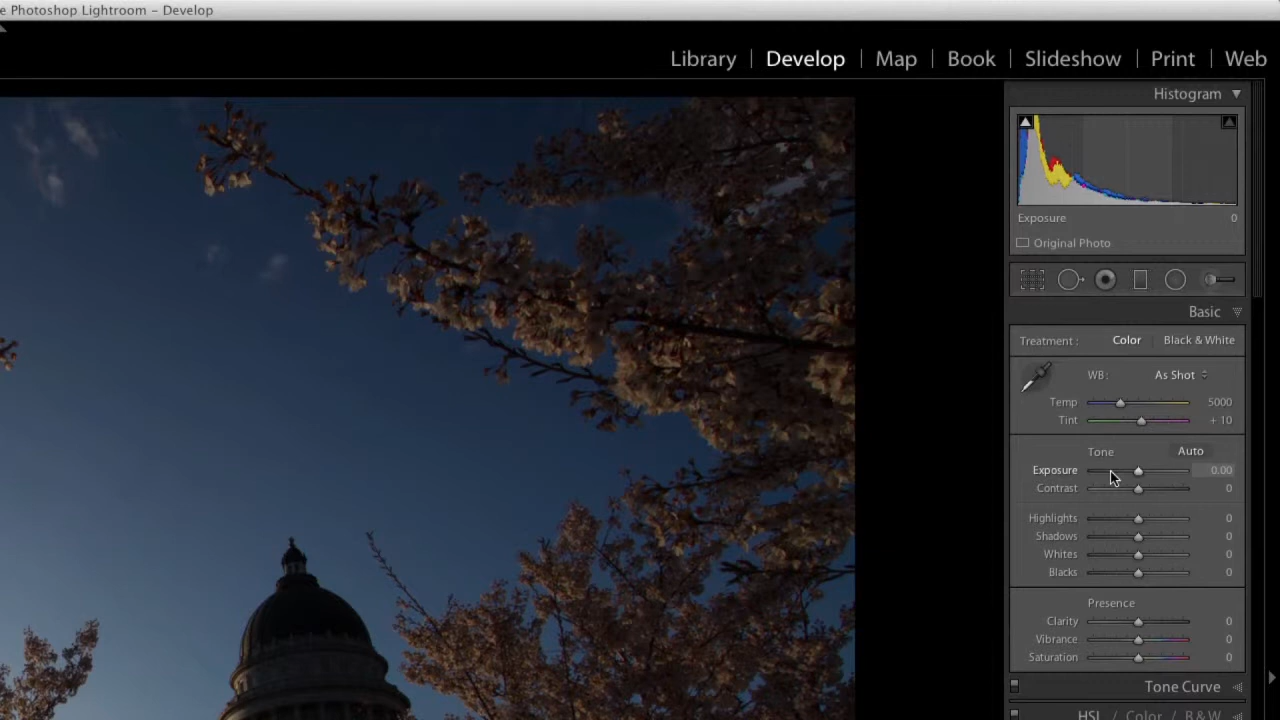 e Photoshop Lightroom – Develop
Library | Develop | Map | Book | Slideshow | Print | Web
Histogram
Exposure 0
Original Photo
Basic
Treatment : Color Black & White
WB: As Shot
Temp 5000
Tint + 10
Tone Auto
Exposure 0.00
Contrast 0
Highlights 0
Shadows 0
Whites 0
Blacks 0
Presence
Clarity 0
Vibrance 0
Saturation 0
Tone Curve
HSL / Color / B & W